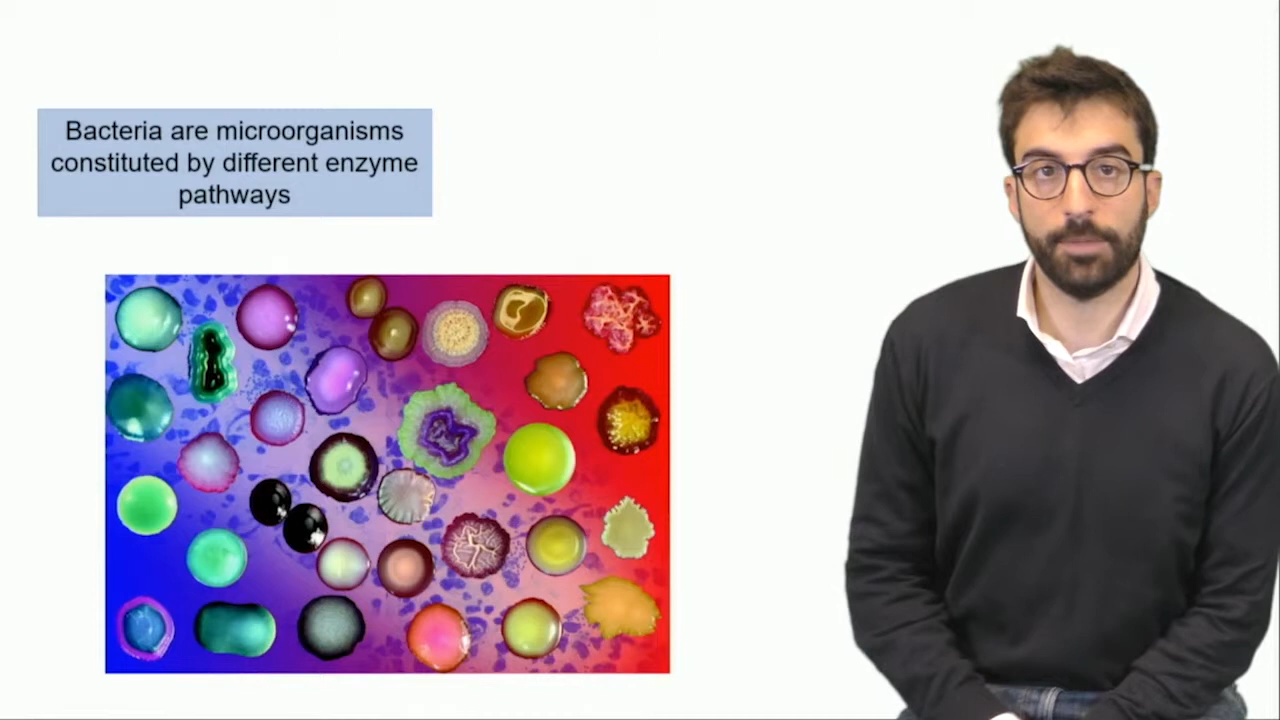 Bacteria are microorganisms
constituted by different enzyme
pathways